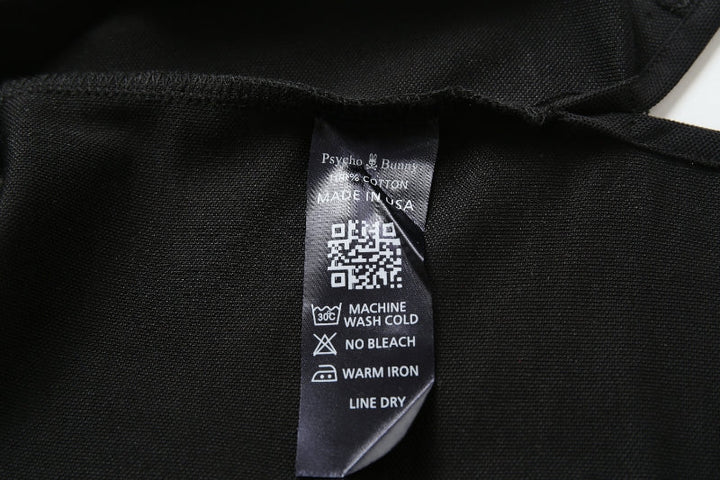 Psycho Bunny
100% COTTON
MADE IN USA
30C
MACHINE
WASH COLD
NO BLEACH
WARM IRON
LINE DRY